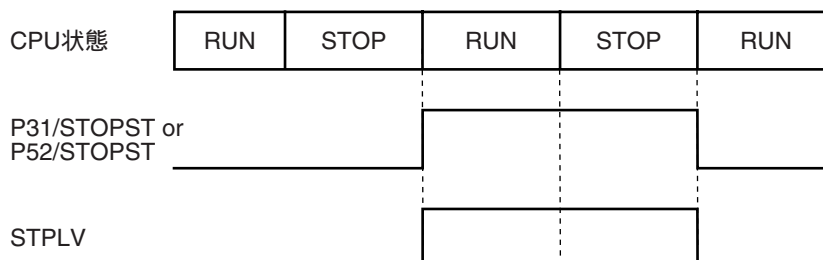 CPU状態 RUN STOP RUN STOP RUN
P31/STOPST or
P52/STOPST
STPLV